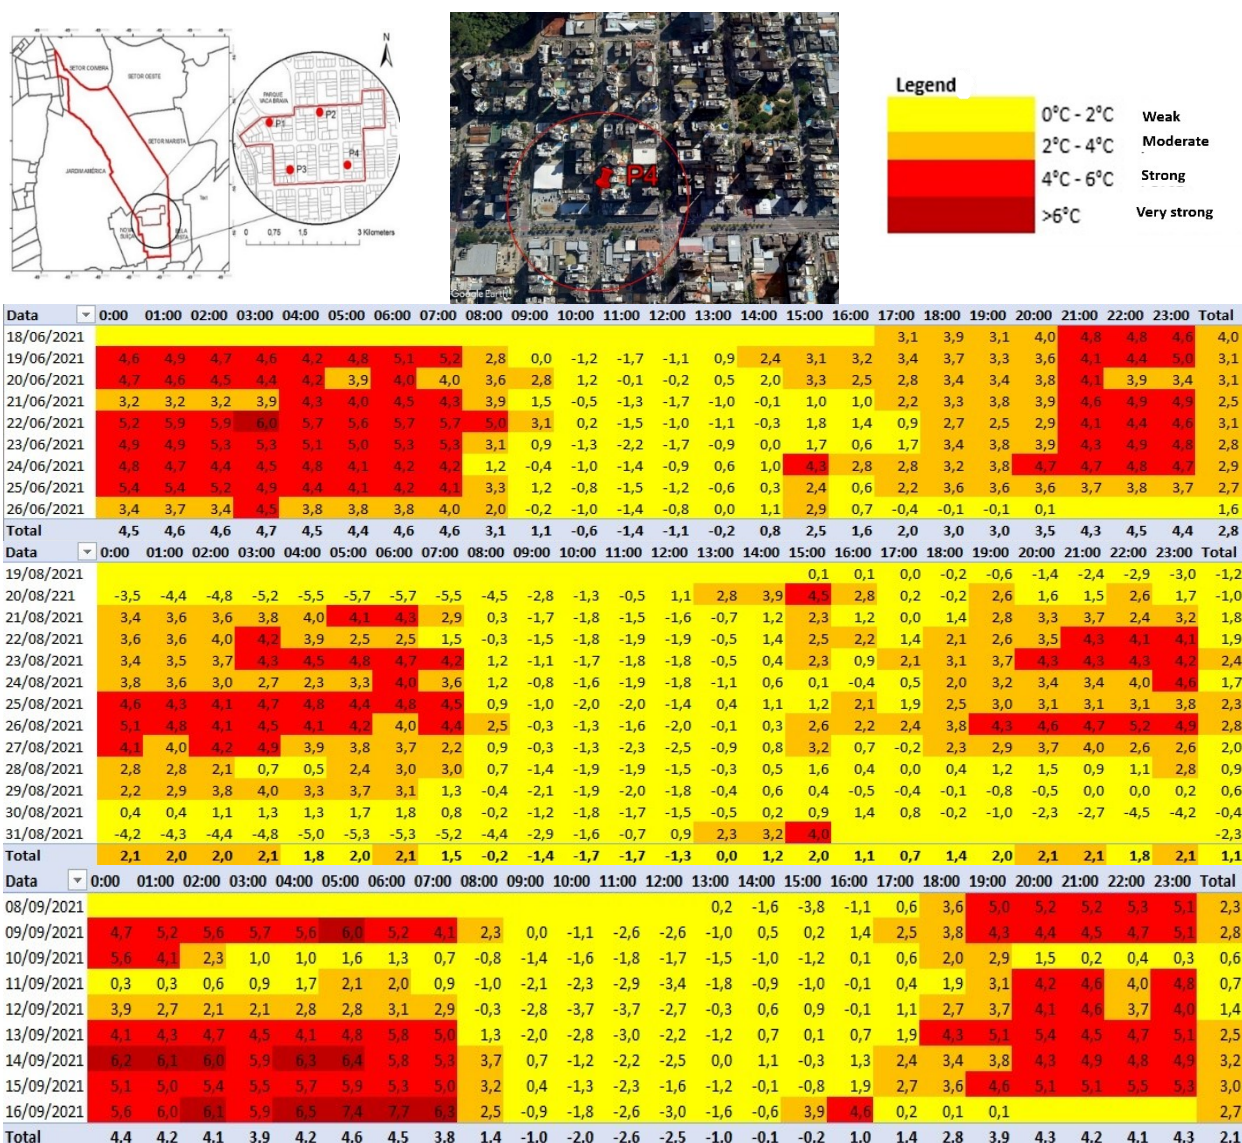 SETOR COIMBRA
SETOR OESTE
SETOR MARISTA
JARDIM AMÉRICA
BELA VISTA
N
PARQUE VACA BRAVA
P1
P2
P3
P4
0 0,75 1,5 3 Kilometers
P4
Google Earth
Legend
0°C - 2°C Weak
2°C - 4°C Moderate
4°C - 6°C Strong
>6°C Very strong
Data 0:00 01:00 02:00 03:00 04:00 05:00 06:00 07:00 08:00 09:00 10:00 11:00 12:00 13:00 14:00 15:00 16:00 17:00 18:00 19:00 20:00 21:00 22:00 23:00 Total
18/06/2021 3,1 3,9 3,1 4,0 4,8 4,8 4,6 4,0
19/06/2021 4,6 4,9 4,7 4,6 4,2 4,8 5,1 5,2 2,8 0,0 -1,2 -1,7 -1,1 0,9 2,4 3,1 3,2 3,4 3,7 3,3 3,6 4,1 4,4 5,0 3,1
20/06/2021 4,7 4,6 4,5 4,4 4,2 3,9 4,0 4,0 3,6 2,8 1,2 -0,1 -0,2 0,5 2,0 3,3 2,5 2,8 3,4 3,4 3,8 4,1 3,9 3,4 3,1
21/06/2021 3,2 3,2 3,2 3,9 4,3 4,0 4,5 4,3 3,9 1,5 -0,5 -1,3 -1,7 -1,0 -0,1 1,0 1,0 2,2 3,3 3,8 3,9 4,6 4,9 4,9 2,5
22/06/2021 5,2 5,9 5,9 6,0 5,7 5,6 5,7 5,7 5,0 3,1 0,2 -1,5 -1,0 -1,1 -0,3 1,8 1,4 0,9 2,7 2,5 2,9 4,1 4,4 4,6 3,1
23/06/2021 4,9 4,9 5,3 5,3 5,1 5,0 5,3 5,3 3,1 0,9 -1,3 -2,2 -1,7 -0,9 0,0 1,7 0,6 1,7 3,4 3,8 3,9 4,3 4,9 4,8 2,8
24/06/2021 4,8 4,7 4,4 4,5 4,8 4,1 4,2 4,2 1,2 -0,4 -1,0 -1,4 -0,9 0,6 1,0 4,3 2,8 2,8 3,2 3,8 4,7 4,7 4,8 4,7 2,9
25/06/2021 5,4 5,4 5,2 4,9 4,4 4,1 4,2 4,1 3,3 1,2 -0,8 -1,5 -1,2 -0,6 0,3 2,4 0,6 2,2 3,6 3,6 3,6 3,7 3,8 3,7 2,7
26/06/2021 3,4 3,7 3,4 4,5 3,8 3,8 3,8 4,0 2,0 -0,2 -1,0 -1,4 -0,8 0,0 1,1 2,9 0,7 -0,4 -0,1 -0,1 0,1 1,6
Total 4,5 4,6 4,6 4,7 4,5 4,4 4,6 4,6 3,1 1,1 -0,6 -1,4 -1,1 -0,2 0,8 2,5 1,6 2,0 3,0 3,0 3,5 4,3 4,5 4,4 2,8
Data 0:00 01:00 02:00 03:00 04:00 05:00 06:00 07:00 08:00 09:00 10:00 11:00 12:00 13:00 14:00 15:00 16:00 17:00 18:00 19:00 20:00 21:00 22:00 23:00 Total
19/08/2021 0,1 0,1 0,0 -0,2 -0,6 -1,4 -2,4 -2,9 -3,0 -1,2
20/08/221 -3,5 -4,4 -4,8 -5,2 -5,5 -5,7 -5,7 -5,5 -4,5 -2,8 -1,3 -0,5 1,1 2,8 3,9 4,5 2,8 0,2 -0,2 2,6 1,6 1,5 2,6 1,7 -1,0
21/08/2021 3,4 3,6 3,6 3,8 4,0 4,1 4,3 2,9 0,3 -1,7 -1,8 -1,5 -1,6 -0,7 1,2 2,3 1,2 0,0 1,4 2,8 3,3 3,7 2,4 3,2 1,8
22/08/2021 3,6 3,6 4,0 4,2 3,9 2,5 2,5 1,5 -0,3 -1,5 -1,8 -1,9 -1,9 -0,5 1,4 2,5 2,2 1,4 2,1 2,6 3,5 4,3 4,1 4,1 1,9
23/08/2021 3,4 3,5 3,7 4,3 4,5 4,8 4,7 4,2 1,2 -1,1 -1,7 -1,8 -1,8 -0,5 0,4 2,3 0,9 2,1 3,1 3,7 4,3 4,3 4,3 4,2 2,4
24/08/2021 3,8 3,6 3,0 2,7 2,3 3,3 4,0 3,6 1,2 -0,8 -1,6 -1,9 -1,8 -1,1 0,6 0,1 -0,4 0,5 2,0 3,2 3,4 3,4 4,0 4,6 1,7
25/08/2021 4,6 4,3 4,1 4,7 4,8 4,4 4,8 4,5 0,9 -1,0 -2,0 -2,0 -1,4 0,4 1,1 1,2 2,1 1,9 2,5 3,0 3,1 3,1 3,1 3,8 2,3
26/08/2021 5,1 4,8 4,1 4,5 4,1 4,2 4,0 4,4 2,5 -0,3 -1,3 -1,6 -2,0 -0,1 0,3 2,6 2,2 2,4 3,8 4,3 4,6 4,7 5,2 4,9 2,8
27/08/2021 4,1 4,0 4,2 4,9 3,9 3,8 3,7 2,2 0,9 -0,3 -1,3 -2,3 -2,5 -0,9 0,8 3,2 0,7 -0,2 2,3 2,9 3,7 4,0 2,6 2,6 2,0
28/08/2021 2,8 2,8 2,1 0,7 0,5 2,4 3,0 3,0 0,7 -1,4 -1,9 -1,9 -1,5 -0,3 0,5 1,6 0,4 0,0 0,4 1,2 1,5 0,9 1,1 2,8 0,9
29/08/2021 2,2 2,9 3,8 4,0 3,3 3,7 3,1 1,3 -0,4 -2,1 -1,9 -2,0 -1,8 -0,4 0,6 0,4 -0,5 -0,4 -0,1 -0,8 -0,5 0,0 0,0 0,2 0,6
30/08/2021 0,4 0,4 1,1 1,3 1,3 1,7 1,8 0,8 -0,2 -1,2 -1,8 -1,7 -1,5 -0,5 0,2 0,9 1,4 0,8 -0,2 -1,0 -2,3 -2,7 -4,5 -4,2 -0,4
31/08/2021 -4,2 -4,3 -4,4 -4,8 -5,0 -5,3 -5,3 -5,2 -4,4 -2,9 -1,6 -0,7 0,9 2,3 3,2 4,0 -2,3
Total 2,1 2,0 2,0 2,1 1,8 2,0 2,1 1,5 -0,2 -1,4 -1,7 -1,7 -1,3 0,0 1,2 2,0 1,1 0,7 1,4 2,0 2,1 2,1 1,8 2,1 1,1
Data 0:00 01:00 02:00 03:00 04:00 05:00 06:00 07:00 08:00 09:00 10:00 11:00 12:00 13:00 14:00 15:00 16:00 17:00 18:00 19:00 20:00 21:00 22:00 23:00 Total
08/09/2021 0,2 -1,6 -3,8 -1,1 0,6 3,6 5,0 5,2 5,2 5,3 5,1 2,3
09/09/2021 4,7 5,2 5,6 5,7 5,6 6,0 5,2 4,1 2,3 0,0 -1,1 -2,6 -2,6 -1,0 0,5 0,2 1,4 2,5 3,8 4,3 4,4 4,5 4,7 5,1 2,8
10/09/2021 5,6 4,1 2,3 1,0 1,0 1,6 1,3 0,7 -0,8 -1,4 -1,6 -1,8 -1,7 -1,5 -1,0 -1,2 0,1 0,6 2,0 2,9 1,5 0,2 0,4 0,3 0,6
11/09/2021 0,3 0,3 0,6 0,9 1,7 2,1 2,0 0,9 -1,0 -2,1 -2,3 -2,9 -3,4 -1,8 -0,9 -1,0 -0,1 0,4 1,9 3,1 4,2 4,6 4,0 4,8 0,7
12/09/2021 3,9 2,7 2,1 2,1 2,8 2,8 3,1 2,9 -0,3 -2,8 -3,7 -3,7 -2,7 -0,3 0,6 0,9 -0,1 1,1 2,7 3,7 4,1 4,6 3,7 4,0 1,4
13/09/2021 4,1 4,3 4,7 4,5 4,1 4,8 5,8 5,0 1,3 -2,0 -2,8 -3,0 -2,2 -1,2 0,7 0,1 0,7 1,9 4,3 5,1 5,4 4,5 4,7 5,1 2,5
14/09/2021 6,2 6,1 6,0 5,9 6,3 6,4 5,8 5,3 3,7 0,7 -1,2 -2,2 -2,5 0,0 1,1 -0,3 1,3 2,4 3,4 3,8 4,3 4,9 4,8 4,9 3,2
15/09/2021 5,1 5,0 5,4 5,5 5,7 5,9 5,3 5,0 3,2 0,4 -1,3 -2,3 -1,6 -1,2 -0,1 -0,8 1,9 2,7 3,6 4,6 5,1 5,1 5,5 5,3 3,0
16/09/2021 5,6 6,0 6,1 5,9 6,5 7,4 7,7 6,3 2,5 -0,9 -1,8 -2,6 -3,0 -1,6 -0,6 3,9 4,6 0,2 0,1 0,1 2,7
Total 4,4 4,2 4,1 3,9 4,2 4,6 4,5 3,8 1,4 -1,0 -2,0 -2,6 -2,5 -1,0 -0,1 -0,2 1,0 1,4 2,8 3,9 4,3 4,2 4,1 4,3 2,1